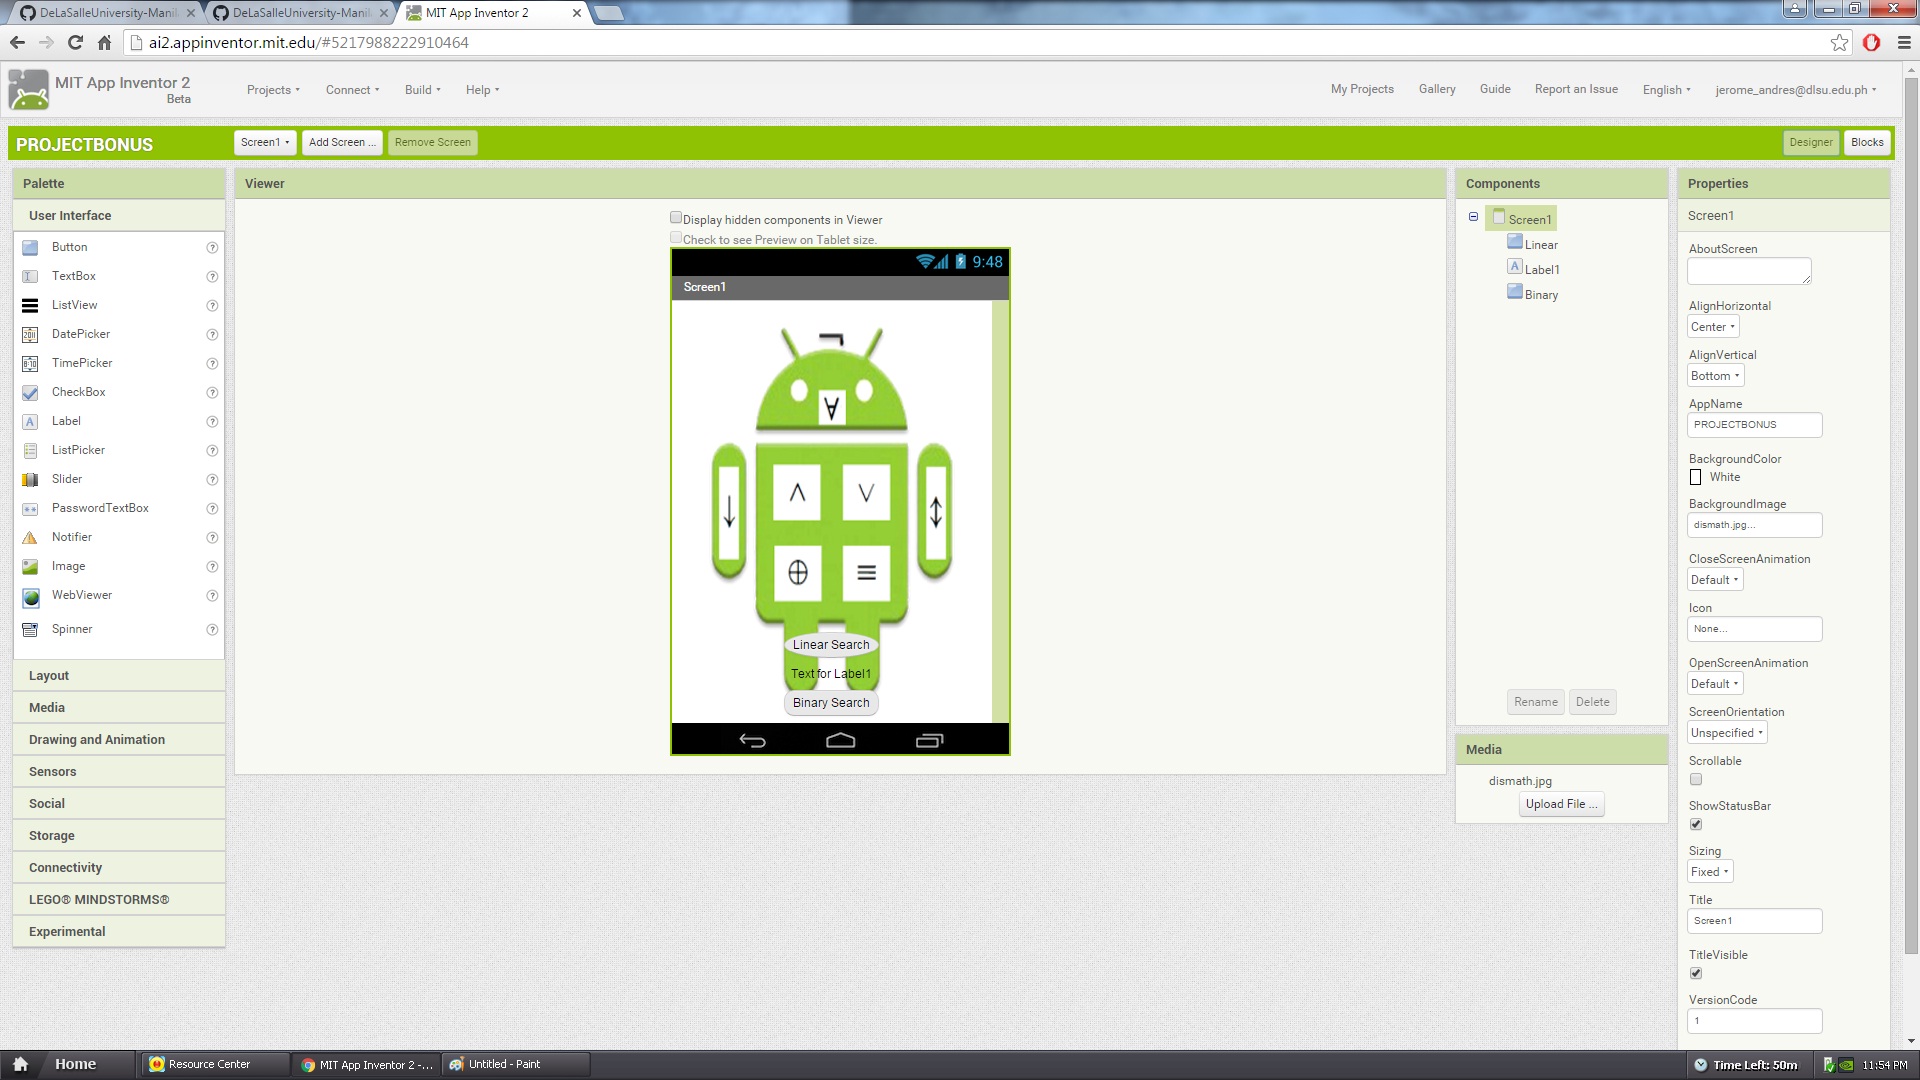 DeLaSalleUniversity-Manil
DeLaSalleUniversity-Manil
MIT App Inventor 2
ai2.appinventor.mit.edu/#5217988222910464
MIT App Inventor 2
Beta
Projects
Connect
Build
Help
My Projects
Gallery
Guide
Report an Issue
English
jerome_andres@dlsu.edu.ph
PROJECTBONUS
Screen1
Add Screen ...
Remove Screen
Designer
Blocks
Palette
User Interface
Button
TextBox
ListView
DatePicker
TimePicker
CheckBox
Label
ListPicker
Slider
PasswordTextBox
Notifier
Image
WebViewer
Spinner
Layout
Media
Drawing and Animation
Sensors
Social
Storage
Connectivity
LEGO® MINDSTORMS®
Experimental
Viewer
Display hidden components in Viewer
Check to see Preview on Tablet size.
9:48
Screen1
¬
∀
∧ ∨
↓ ↕
⊕ ≡
Linear Search
Text for Label1
Binary Search
Components
Screen1
Linear
Label1
Binary
Rename
Delete
Media
dismath.jpg
Upload File ...
Properties
Screen1
AboutScreen
AlignHorizontal
Center
AlignVertical
Bottom
AppName
PROJECTBONUS
BackgroundColor
White
BackgroundImage
dismath.jpg...
CloseScreenAnimation
Default
Icon
None...
OpenScreenAnimation
Default
ScreenOrientation
Unspecified
Scrollable
ShowStatusBar
Sizing
Fixed
Title
Screen1
TitleVisible
VersionCode
1
Home
Resource Center
MIT App Inventor 2 -...
Untitled - Paint
Time Left: 50m
11:54 PM